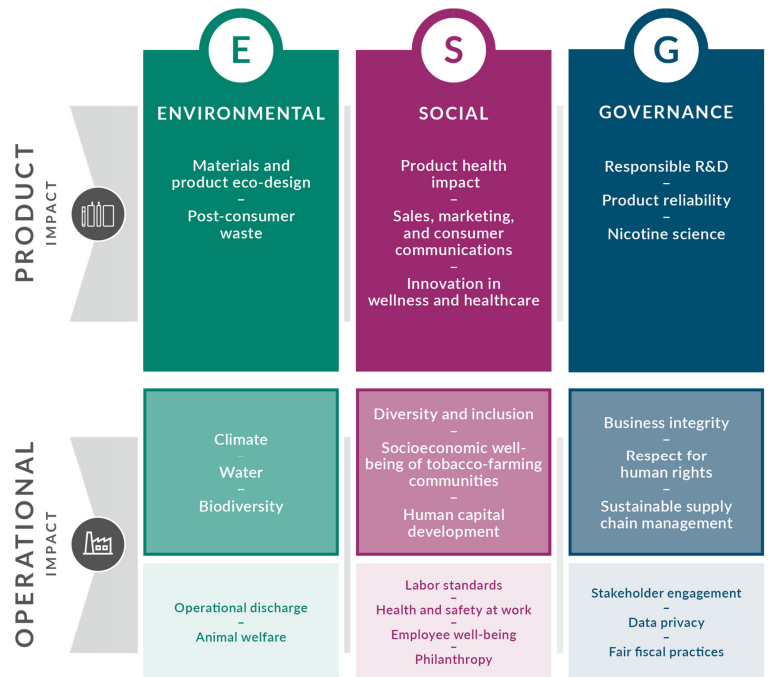 E
S
G
ENVIRONMENTAL
SOCIAL
GOVERNANCE
PRODUCT
IMPACT
Materials and
product eco-design
–
Post-consumer
waste
Product health
impact
–
Sales, marketing,
and consumer
communications
–
Innovation in
wellness and healthcare
Responsible R&D
–
Product reliability
–
Nicotine science
OPERATIONAL
IMPACT
Climate
–
Water
–
Biodiversity
Diversity and inclusion
–
Socioeconomic well-
being of tobacco-farming
communities
–
Human capital
development
Business integrity
–
Respect for
human rights
–
Sustainable supply
chain management
Operational discharge
–
Animal welfare
Labor standards
–
Health and safety at work
–
Employee well-being
–
Philanthropy
Stakeholder engagement
–
Data privacy
–
Fair fiscal practices